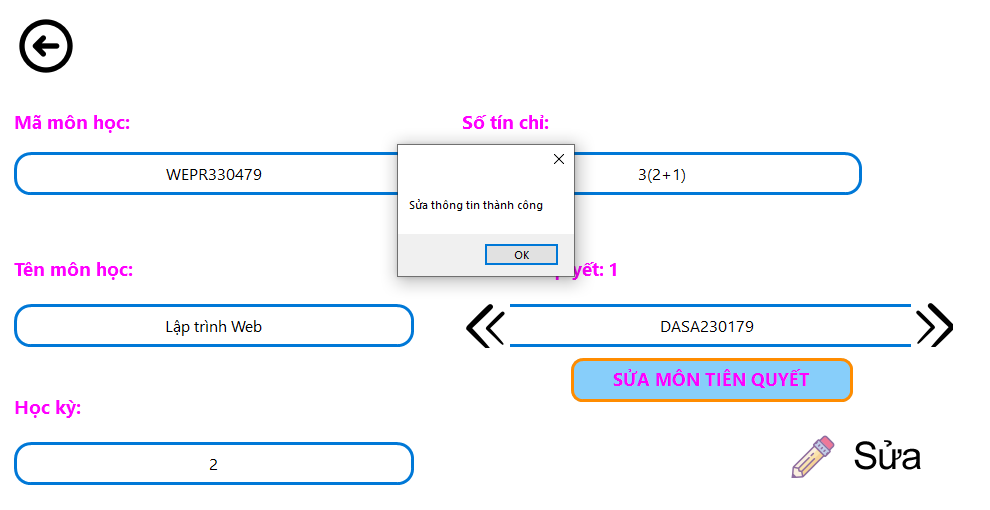 Mã môn học:
Số tín chỉ:
WEPR330479
3(2+1)
Sửa thông tin thành công
OK
Tên môn học:
quyết: 1
Lập trình Web
DASA230179
SỬA MÔN TIÊN QUYẾT
Học kỳ:
2
Sửa